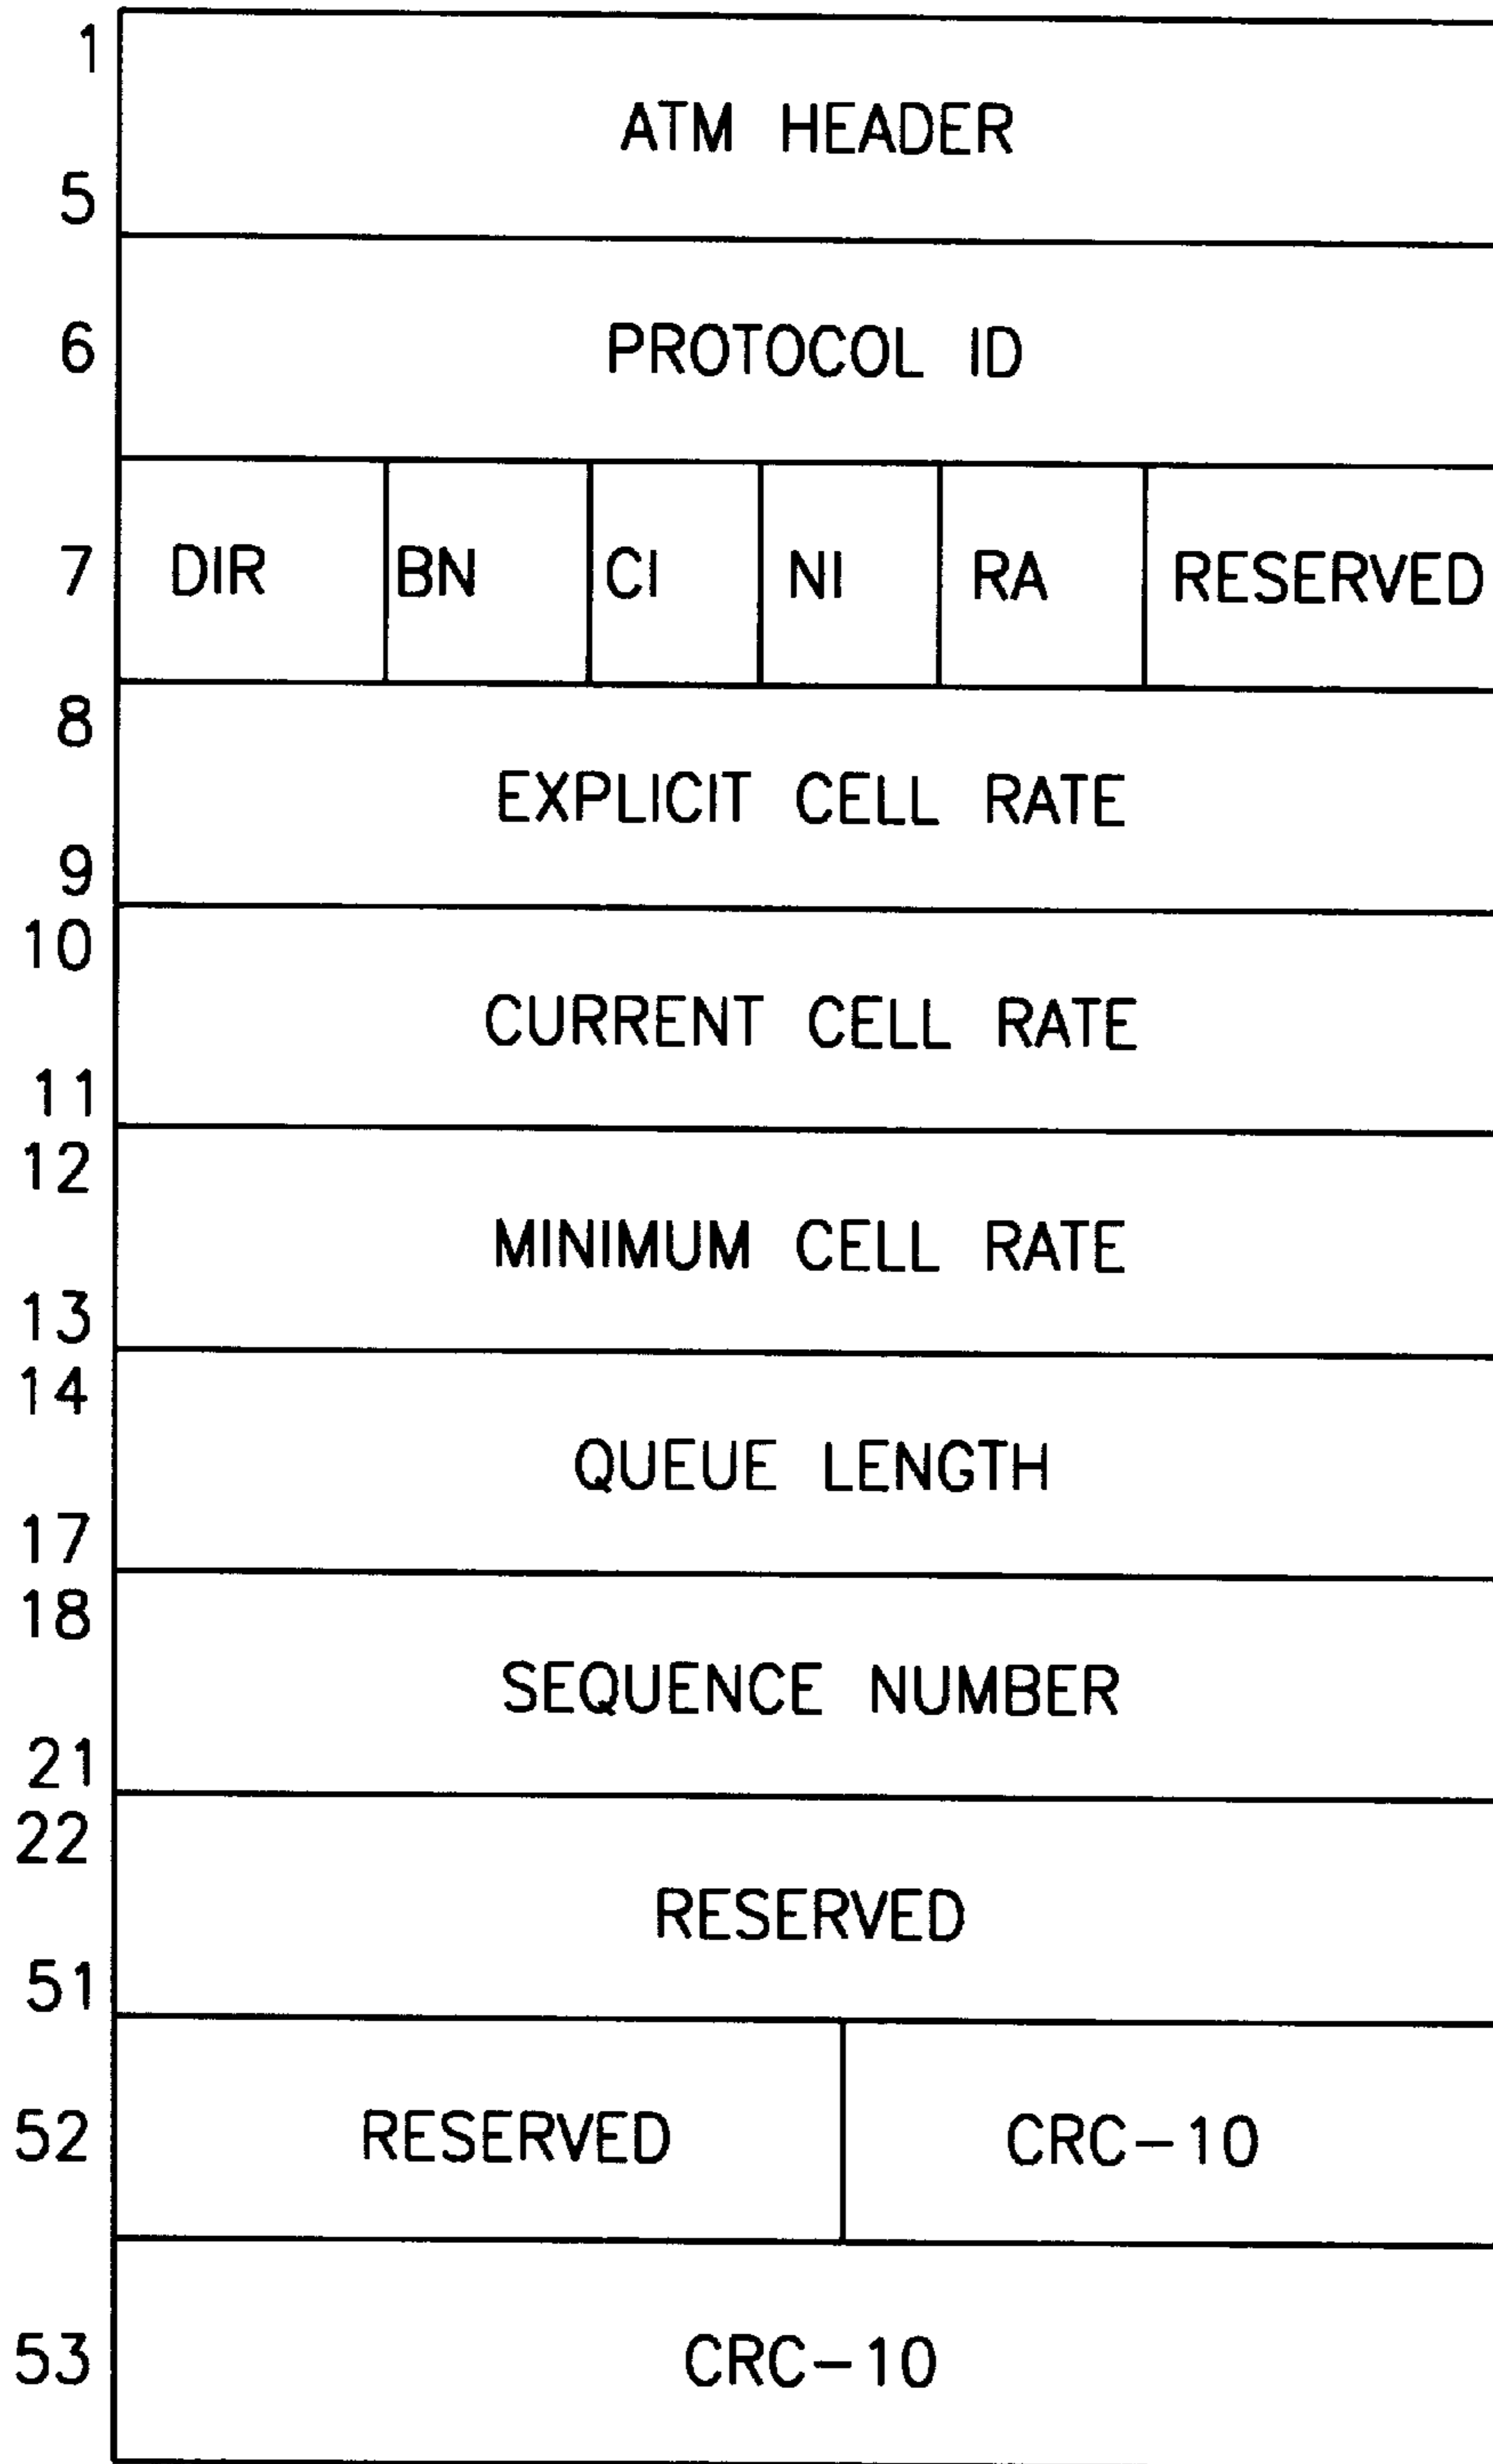 1
ATM HEADER
5
6 PROTOCOL ID
7 DIR BN CI NI RA RESERVED
8
EXPLICIT CELL RATE
9
10
CURRENT CELL RATE
11
12
MINIMUM CELL RATE
13
14
QUEUE LENGTH
17
18
SEQUENCE NUMBER
21
22
RESERVED
51
52 RESERVED CRC-10
53 CRC-10